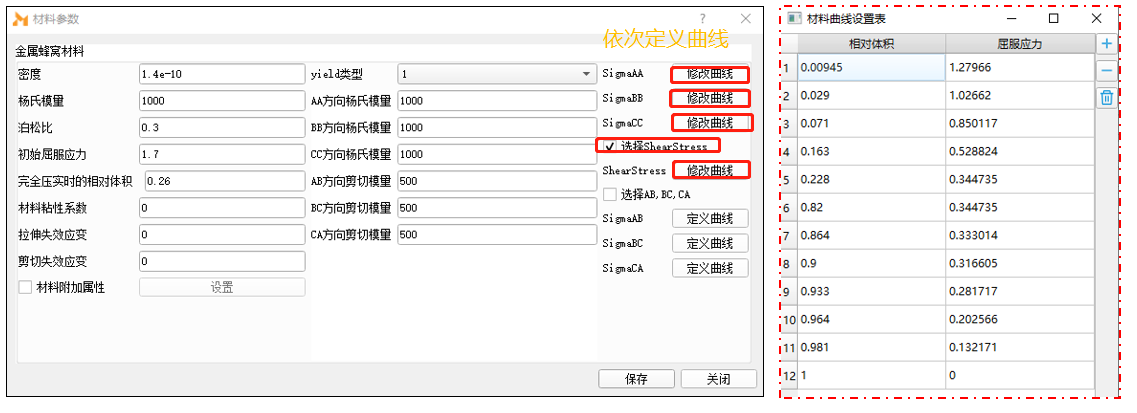 材料参数
依次定义曲线
金属蜂窝材料
密度 1.4e-10 yield类型 1 SigmaAA 修改曲线
杨氏模量 1000 AA方向杨氏模量 1000 SigmaBB 修改曲线
泊松比 0.3 BB方向杨氏模量 1000 SigmaCC 修改曲线
初始屈服应力 1.7 CC方向杨氏模量 1000 选择ShearStress
完全压实时的相对体积 0.26 AB方向剪切模量 500 ShearStress 修改曲线
材料粘性系数 0 BC方向剪切模量 500 选择AB,BC,CA
拉伸失效应变 0 CA方向剪切模量 500 SigmaAB 定义曲线
剪切失效应变 0 SigmaBC 定义曲线
材料附加属性 设置 SigmaCA 定义曲线
保存 关闭
材料曲线设置表
相对体积 屈服应力
1 0.00945 1.27966
2 0.029 1.02662
3 0.071 0.850117
4 0.163 0.528824
5 0.228 0.344735
6 0.82 0.344735
7 0.864 0.333014
8 0.9 0.316605
9 0.933 0.281717
10 0.964 0.202566
11 0.981 0.132171
12 1 0